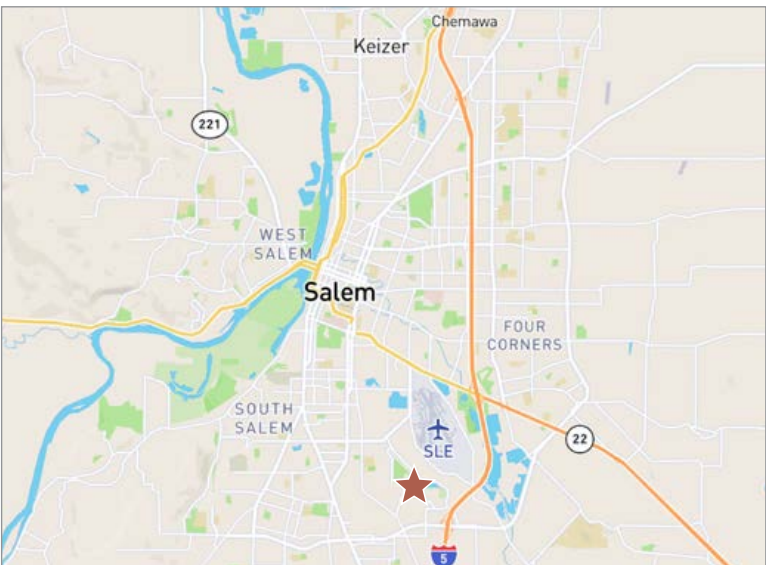 Chemawa
Keizer
221
WEST
SALEM
Salem
FOUR
CORNERS
SOUTH
SALEM
SLE
22
5